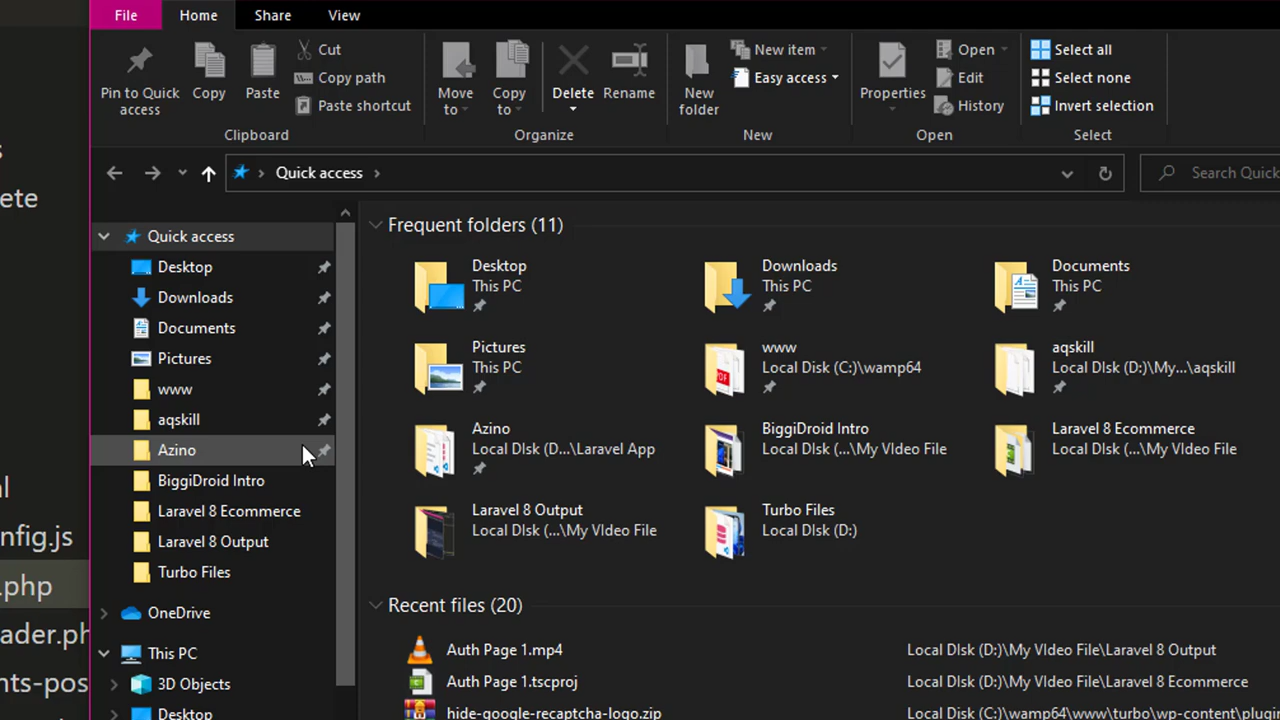 File Home Share View
Pin to Quick access
Copy
Paste
Cut
Copy path
Paste shortcut
Clipboard
Move to
Copy to
Delete
Rename
Organize
New folder
New item
Easy access
New
Properties
Open
Edit
History
Open
Select all
Select none
Invert selection
Select
Quick access
Search Quick
ete
l
nfig.js
.php
ader.ph
nts-pos
Quick access
Desktop
Downloads
Documents
Pictures
www
aqskill
Azino
BiggiDroid Intro
Laravel 8 Ecommerce
Laravel 8 Output
Turbo Files
OneDrive
This PC
3D Objects
Desktop
Frequent folders (11)
Desktop
This PC
Downloads
This PC
Documents
This PC
Pictures
This PC
www
Local DIsk (C:)\wamp64
aqskill
Local DIsk (D:)\My...\aqskill
Azino
Local DIsk (D...\Laravel App
BiggiDroid Intro
Local DIsk (...\My VIdeo File
Laravel 8 Ecommerce
Local DIsk (...\My VIdeo File
Laravel 8 Output
Local DIsk (...\My VIdeo File
Turbo Files
Local DIsk (D:)
Recent files (20)
Auth Page 1.mp4 Local DIsk (D:)\My VIdeo File\Laravel 8 Output
Auth Page 1.tscproj Local DIsk (D:)\My VIdeo File\Laravel 8 Ecommerce
hide-google-recaptcha-logo.zip Local DIsk (C:)\wamp64\www\turbo\wp-content\plugin